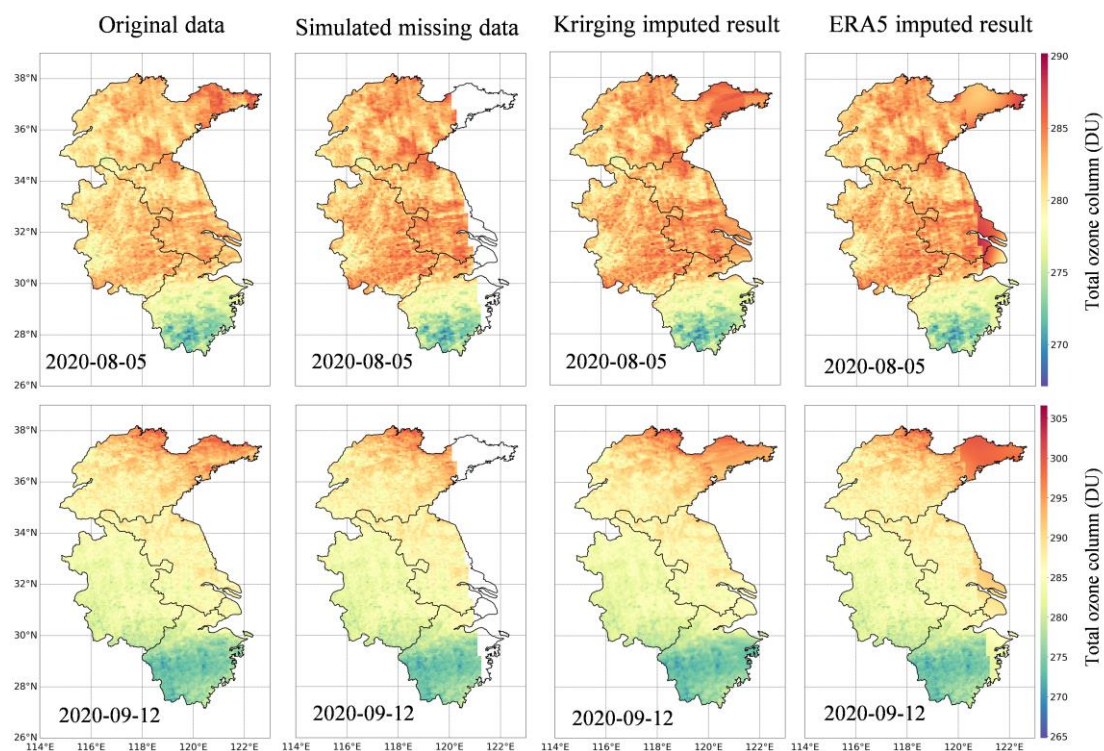 Original data
Simulated missing data
Krirging imputed result
ERA5 imputed result
38°N
36°N
34°N
32°N
30°N
28°N
26°N
2020-08-05
2020-08-05
2020-08-05
2020-08-05
290
285
280
275
270
Total ozone column (DU)
38°N
36°N
34°N
32°N
30°N
28°N
26°N
2020-09-12
2020-09-12
2020-09-12
2020-09-12
305
300
295
290
285
280
275
270
265
Total ozone column (DU)
114°E 116°E 118°E 120°E 122°E
114°E 116°E 118°E 120°E 122°E
114°E 116°E 118°E 120°E 122°E
114°E 116°E 118°E 120°E 122°E